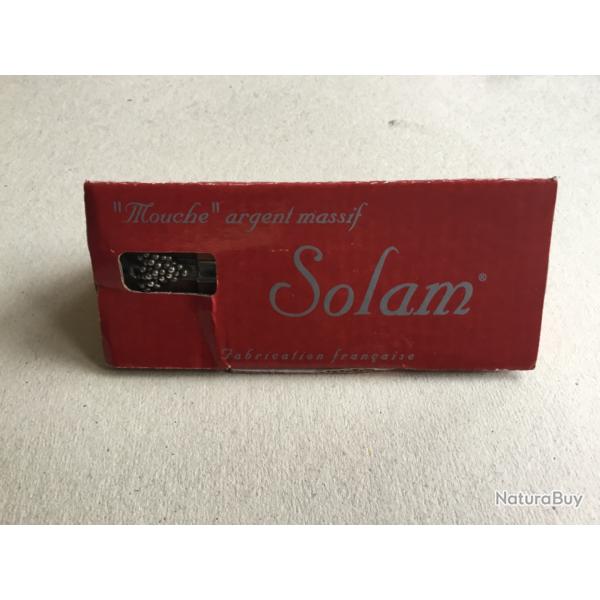 "Mouche" argent massif
Solam®
Fabrication française
NaturaBuy